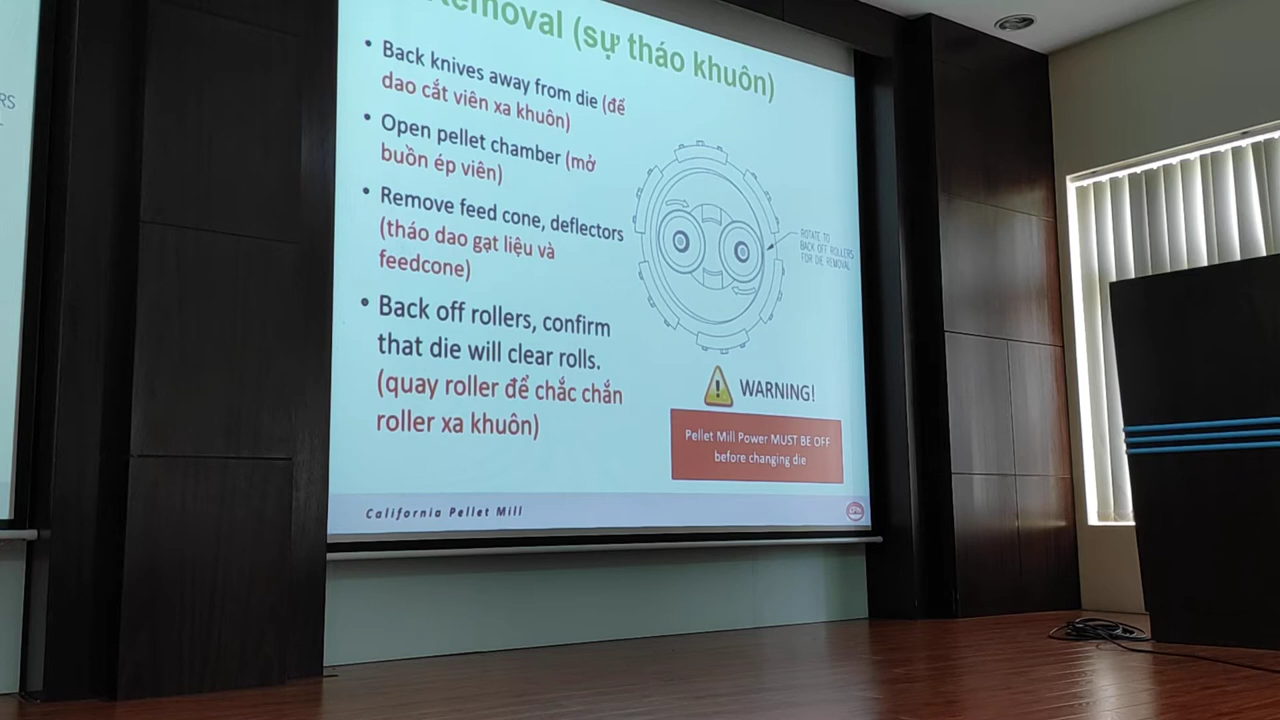 Removal (sự tháo khuôn)
• Back knives away from die (để
dao cắt viên xa khuôn)
• Open pellet chamber (mở
buồn ép viên)
• Remove feed cone, deflectors
(tháo dao gạt liệu và
feedcone)
• Back off rollers, confirm
that die will clear rolls.
(quay roller để chắc chắn
roller xa khuôn)
ROTATE TO
BACK OFF ROLLERS
FOR DIE REMOVAL
WARNING!
Pellet Mill Power MUST BE OFF
before changing die
California Pellet Mill